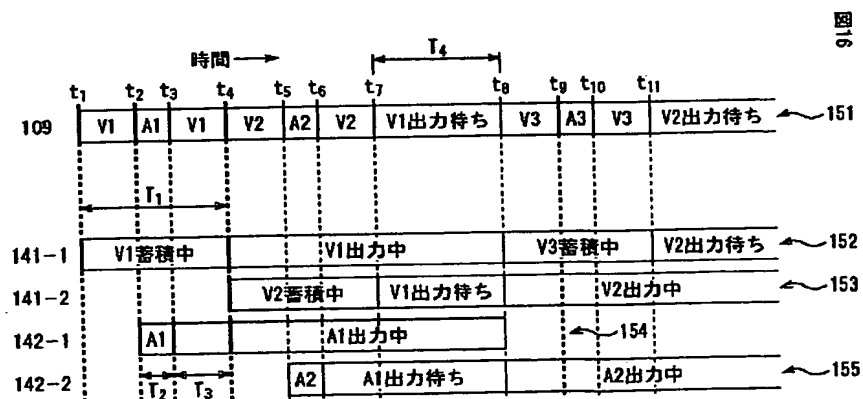 図16
時間
T4
t1 t2 t3 t4 t5 t6 t7 t8 t9 t10 t11
109 V1 A1 V1 V2 A2 V2 V1出力待ち V3 A3 V3 V2出力待ち 151
T1
141-1 V1蓄積中 V1出力中 V3蓄積中 V2出力待ち 152
141-2 V2蓄積中 V1出力待ち V2出力中 153
142-1 A1 A1出力中 154
142-2 A2 A1出力待ち A2出力中 155
T2 T3